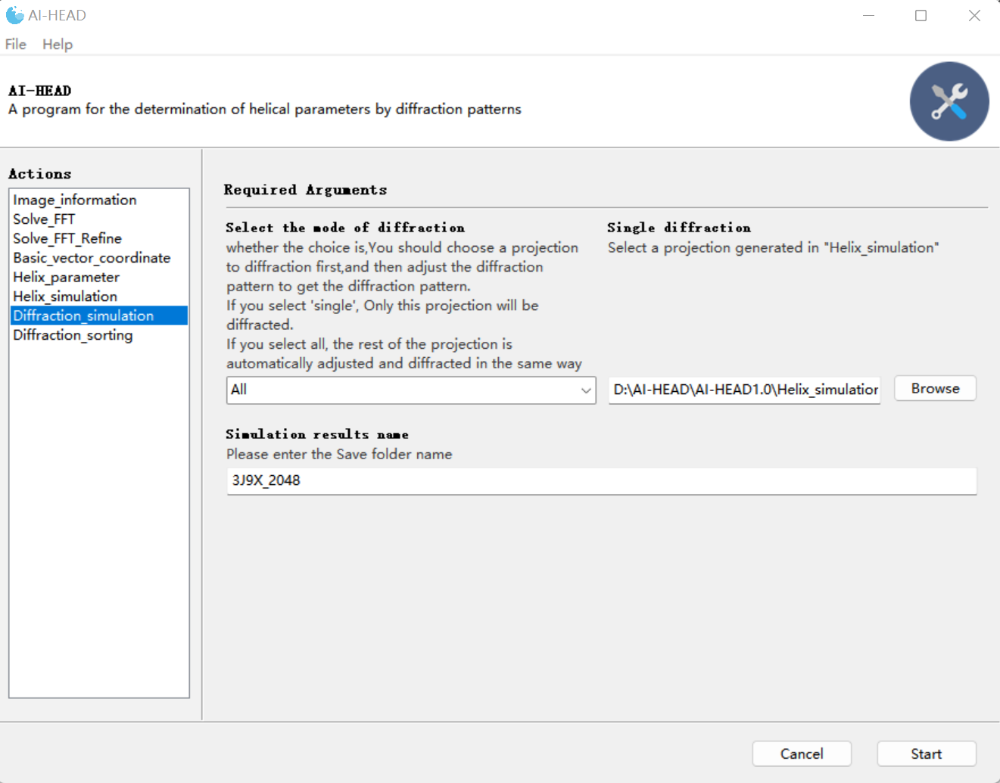 AI-HEAD
File Help
AI-HEAD
A program for the determination of helical parameters by diffraction patterns
Actions
Image_information
Solve_FFT
Solve_FFT_Refine
Basic_vector_coordinate
Helix_parameter
Helix_simulation
Diffraction_simulation
Diffraction_sorting
Required Arguments
Select the mode of diffraction
whether the choice is,You should choose a projection
to diffraction first,and then adjust the diffraction
pattern to get the diffraction pattern.
If you select 'single', Only this projection will be
diffracted.
If you select all, the rest of the projection is
automatically adjusted and diffracted in the same way
All
Single diffraction
Select a projection generated in "Helix_simulation"
D:\AI-HEAD\AI-HEAD1.0\Helix_simulation
Browse
Simulation results name
Please enter the Save folder name
3J9X_2048
Cancel
Start